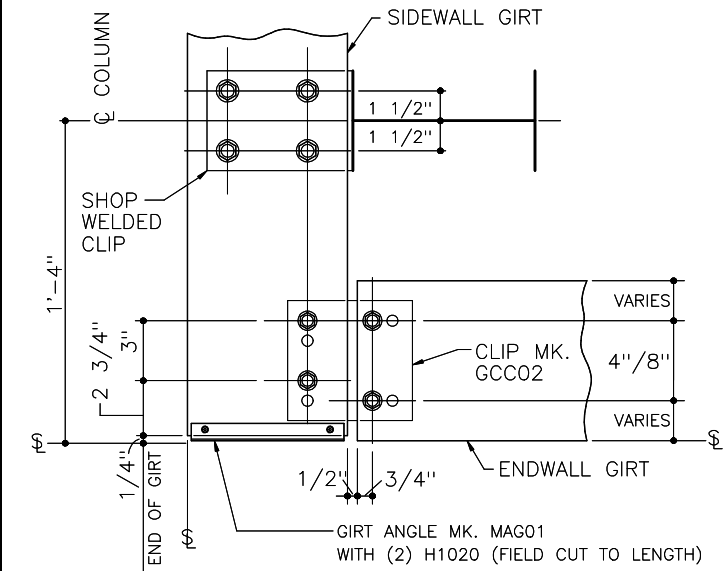 SIDEWALL GIRT
℄ COLUMN
1 1/2"
1 1/2"
SHOP
WELDED
CLIP
1'-4"
VARIES
3"
2 3/4"
CLIP MK.
GCC02
4"/8"
VARIES
1/4"
END OF GIRT
1/2"
3/4"
ENDWALL GIRT
GIRT ANGLE MK. MAG01
WITH (2) H1020 (FIELD CUT TO LENGTH)